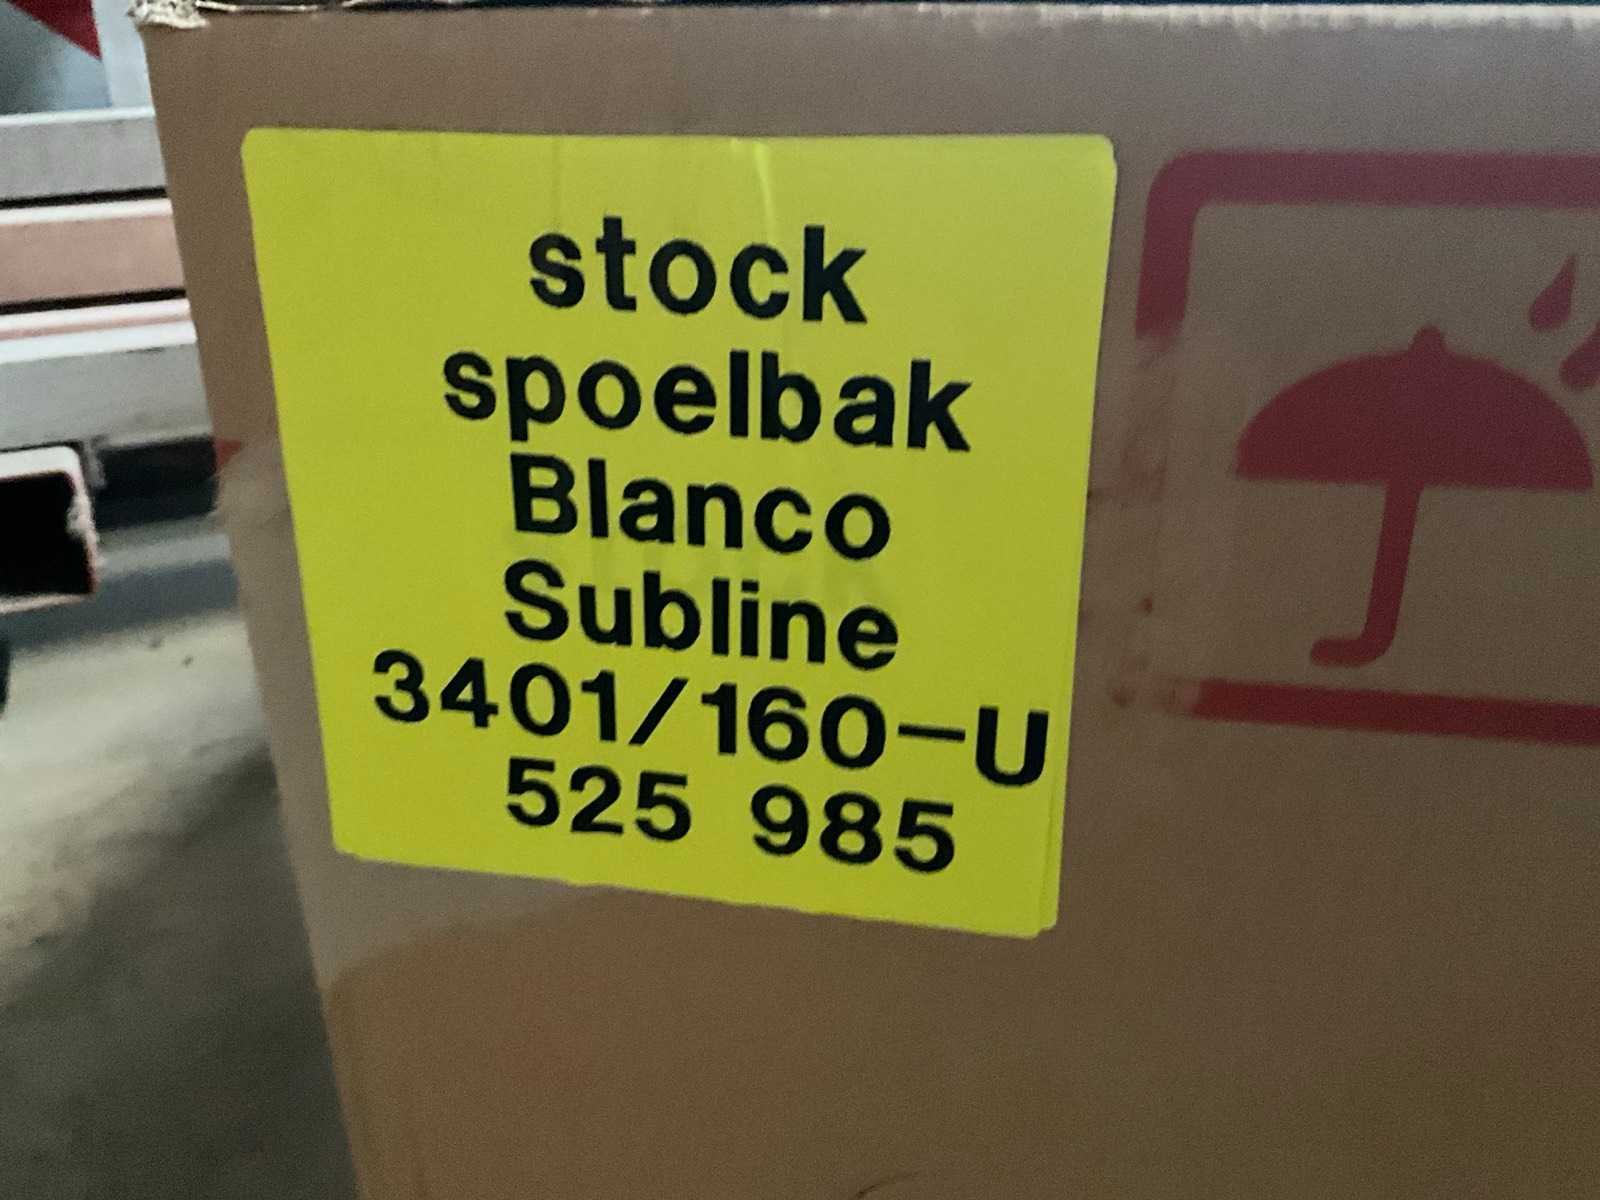 stock
spoelbak
Blanco
Subline
3401/160-U
525 985